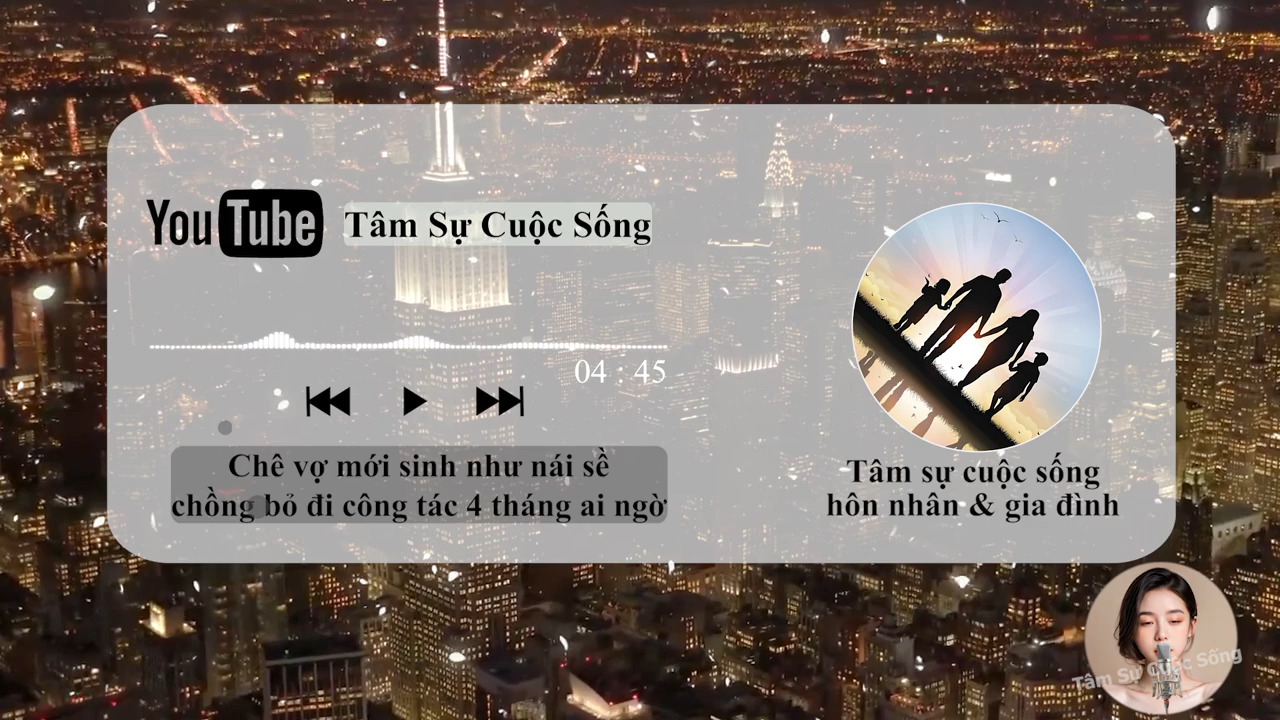 YouTube
Tâm Sự Cuộc Sống
04 : 45
Chê vợ mới sinh như nái sề
chồng bỏ đi công tác 4 tháng ai ngờ
Tâm sự cuộc sống
hôn nhân & gia đình
Tâm Sự Cuộc Sống